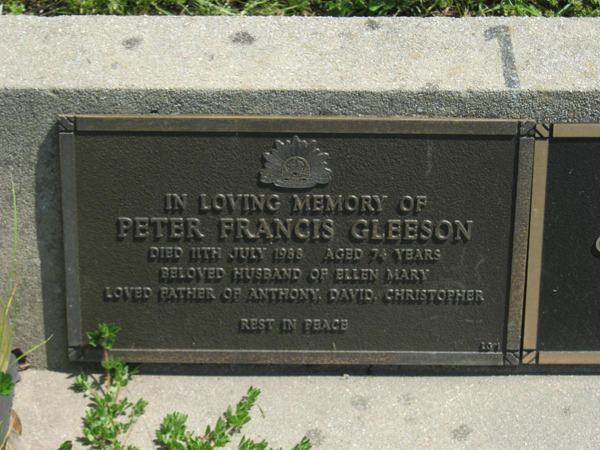 IN LOVING MEMORY OF
PETER FRANCIS GLEESON
DIED 11TH JULY 1988 AGED 74 YEARS
BELOVED HUSBAND OF ELLEN MARY
LOVED FATHER OF ANTHONY, DAVID, CHRISTOPHER
REST IN PEACE